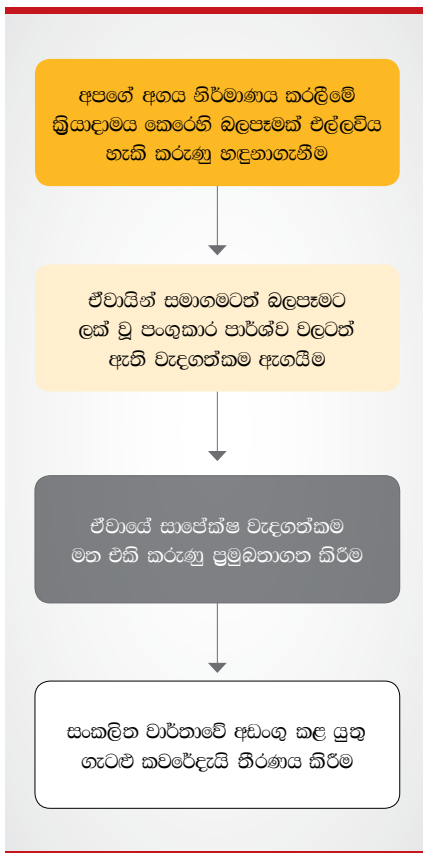 අපගේ අගය නිර්මාණය කරලීමේ
ක්‍රියාදාමය කෙරෙහි බලපෑමක් එල්ලවිය
හැකි කරුණු හඳුනාගැනීම
ඒවායින් සමාගමටත් බලපෑමට
ලක් වූ පංගුකාර පාර්ශ්ව වලටත්
ඇති වැදගත්කම ඇගයීම
ඒවායේ සාපේක්ෂ වැදගත්කම
මත එකි කරුණු ප්‍රමුඛතාගත කිරීම
සංකලිත වාර්තාවේ අඩංගු කළ යුතු
ගැටළු කවරේදැයි තීරණය කිරීම